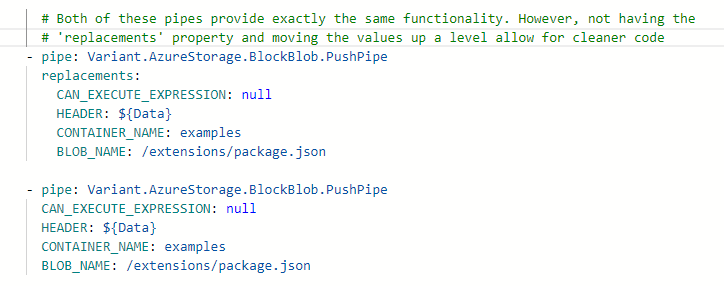 # Both of these pipes provide exactly the same functionality. However, not having the
# 'replacements' property and moving the values up a level allow for cleaner code
- pipe: Variant.AzureStorage.BlockBlob.PushPipe
  replacements:
    CAN_EXECUTE_EXPRESSION: null
    HEADER: ${Data}
    CONTAINER_NAME: examples
    BLOB_NAME: /extensions/package.json

- pipe: Variant.AzureStorage.BlockBlob.PushPipe
  CAN_EXECUTE_EXPRESSION: null
  HEADER: ${Data}
  CONTAINER_NAME: examples
  BLOB_NAME: /extensions/package.json